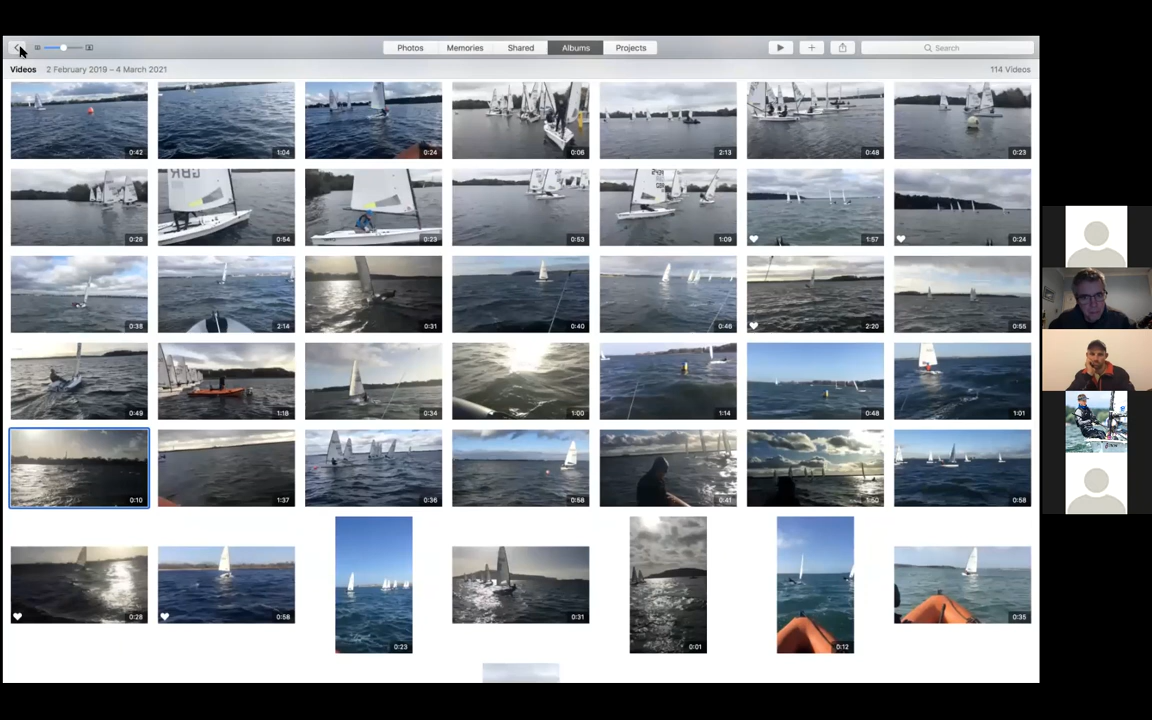 Photos Memories Shared Albums Projects Search
Videos 2 February 2019 – 4 March 2021 114 Videos
0:42 1:04 0:24 0:06 2:13 0:48 0:23
GBR
0:28 0:54 0:23 0:53 1:09 1:57 0:24
0:38 2:14 0:31 0:40 0:46 2:20 0:55
0:49 1:18 0:34 1:00 1:14 0:48 1:01
0:10 1:37 0:36 0:58 0:41 1:50 0:58
0:28 0:58 0:23 0:31 0:01 0:12 0:35